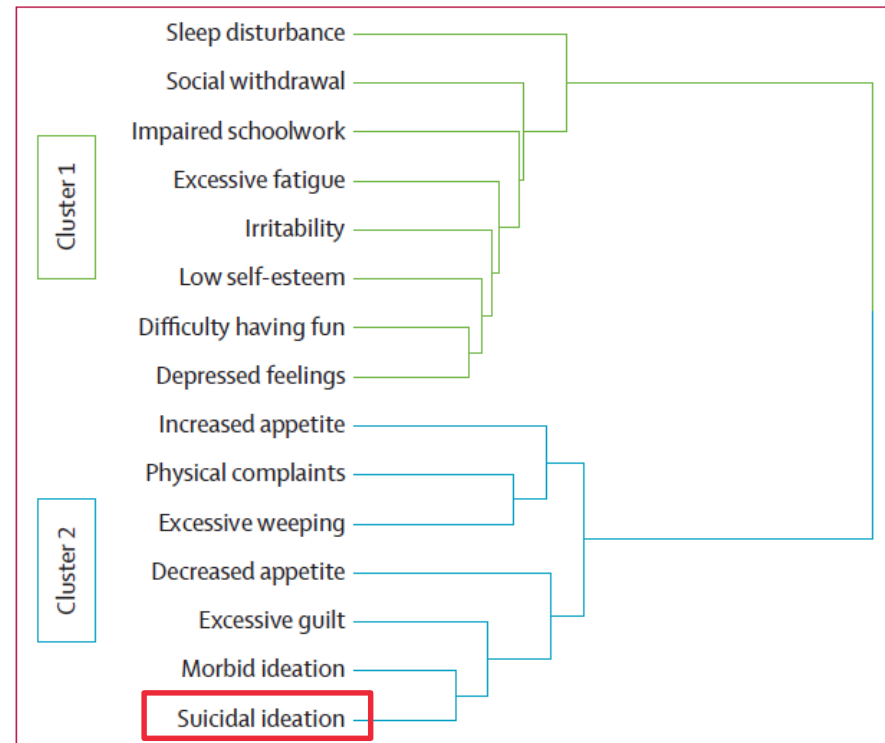 Sleep disturbance
Social withdrawal
Impaired schoolwork
Excessive fatigue
Irritability
Low self-esteem
Difficulty having fun
Depressed feelings
Cluster 1
Increased appetite
Physical complaints
Excessive weeping
Decreased appetite
Excessive guilt
Morbid ideation
Suicidal ideation
Cluster 2